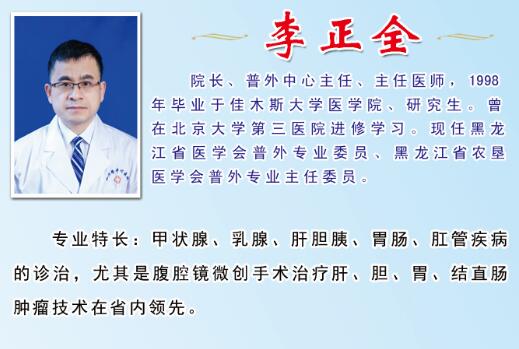 李正全
院长、普外中心主任、主任医师，1998
年毕业于佳木斯大学医学院、研究生。曾
在北京大学第三医院进修学习。现任黑龙
江省医学会普外专业委员、黑龙江省农垦
医学会普外专业主任委员。
专业特长：甲状腺、乳腺、肝胆胰、胃肠、肛管疾病
的诊治，尤其是腹腔镜微创手术治疗肝、胆、胃、结直肠
肿瘤技术在省内领先。